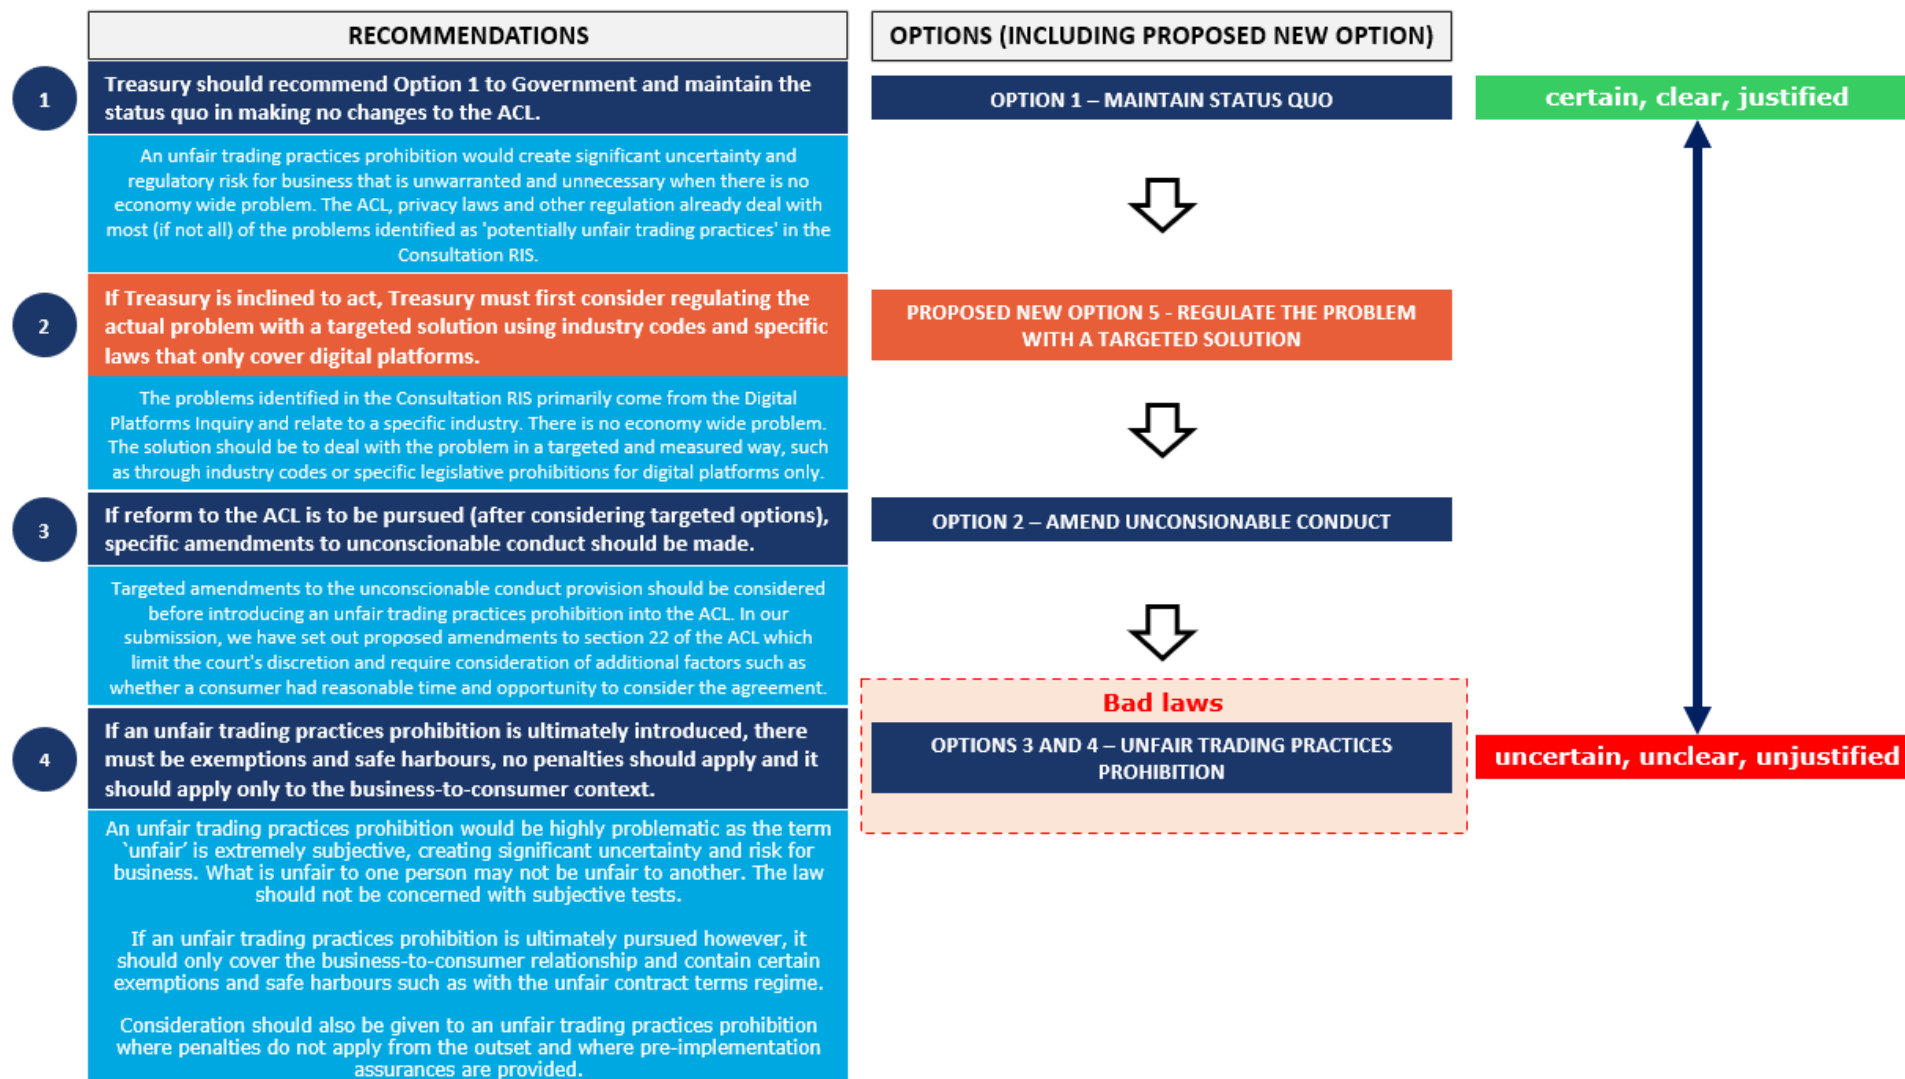 RECOMMENDATIONS
OPTIONS (INCLUDING PROPOSED NEW OPTION)
1
Treasury should recommend Option 1 to Government and maintain the
status quo in making no changes to the ACL.
OPTION 1 – MAINTAIN STATUS QUO
certain, clear, justified
An unfair trading practices prohibition would create significant uncertainty and
regulatory risk for business that is unwarranted and unnecessary when there is no
economy wide problem. The ACL, privacy laws and other regulation already deal with
most (if not all) of the problems identified as 'potentially unfair trading practices' in the
Consultation RIS.
2
If Treasury is inclined to act, Treasury must first consider regulating the
actual problem with a targeted solution using industry codes and specific
laws that only cover digital platforms.
PROPOSED NEW OPTION 5 - REGULATE THE PROBLEM
WITH A TARGETED SOLUTION
The problems identified in the Consultation RIS primarily come from the Digital
Platforms Inquiry and relate to a specific industry. There is no economy wide problem.
The solution should be to deal with the problem in a targeted and measured way, such
as through industry codes or specific legislative prohibitions for digital platforms only.
3
If reform to the ACL is to be pursued (after considering targeted options),
specific amendments to unconscionable conduct should be made.
OPTION 2 – AMEND UNCONSIONABLE CONDUCT
Targeted amendments to the unconscionable conduct provision should be considered
before introducing an unfair trading practices prohibition into the ACL. In our
submission, we have set out proposed amendments to section 22 of the ACL which
limit the court's discretion and require consideration of additional factors such as
whether a consumer had reasonable time and opportunity to consider the agreement.
4
If an unfair trading practices prohibition is ultimately introduced, there
must be exemptions and safe harbours, no penalties should apply and it
should apply only to the business-to-consumer context.
Bad laws
OPTIONS 3 AND 4 – UNFAIR TRADING PRACTICES
PROHIBITION
uncertain, unclear, unjustified
An unfair trading practices prohibition would be highly problematic as the term
‘unfair’ is extremely subjective, creating significant uncertainty and risk for
business. What is unfair to one person may not be unfair to another. The law
should not be concerned with subjective tests.
If an unfair trading practices prohibition is ultimately pursued however, it
should only cover the business-to-consumer relationship and contain certain
exemptions and safe harbours such as with the unfair contract terms regime.
Consideration should also be given to an unfair trading practices prohibition
where penalties do not apply from the outset and where pre-implementation
assurances are provided.